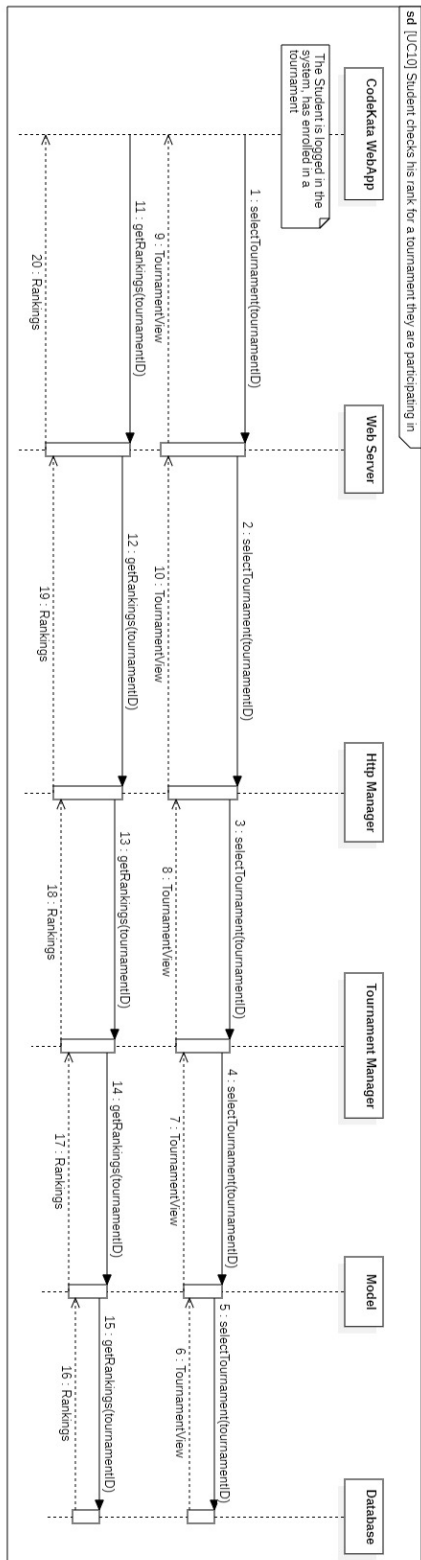 sd [UC10] Student checks his rank for a tournament they are participating in
CodeKata WebApp
Web Server
Http Manager
Tournament Manager
Model
Database
The Student is logged in the
system, has enrolled in a
tournament
1 : selectTournament(tournamentID)
2 : selectTournament(tournamentID)
3 : selectTournament(tournamentID)
4 : selectTournament(tournamentID)
5 : selectTournament(tournamentID)
6 : TournamentView
7 : TournamentView
8 : TournamentView
9 : TournamentView
10 : TournamentView
11 : getRankings(tournamentID)
12 : getRankings(tournamentID)
13 : getRankings(tournamentID)
14 : getRankings(tournamentID)
15 : getRankings(tournamentID)
16 : Rankings
17 : Rankings
18 : Rankings
19 : Rankings
20 : Rankings